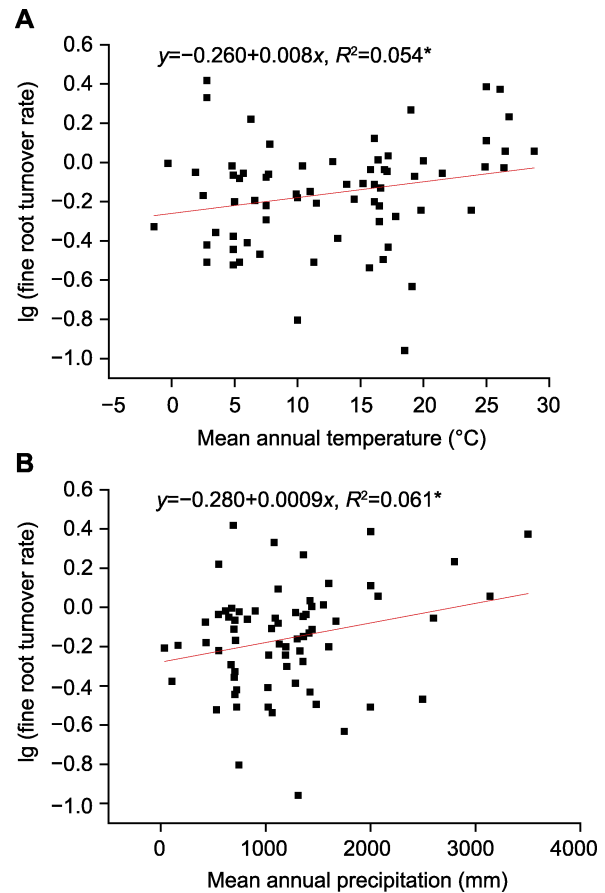 A
y=−0.260+0.008x, R²=0.054*
0.6
0.4
0.2
0.0
−0.2
−0.4
−0.6
−0.8
−1.0
lg (fine root turnover rate)
−5 0 5 10 15 20 25 30
Mean annual temperature (°C)
B
y=−0.280+0.0009x, R²=0.061*
0.6
0.4
0.2
0.0
−0.2
−0.4
−0.6
−0.8
−1.0
lg (fine root turnover rate)
0 1000 2000 3000 4000
Mean annual precipitation (mm)